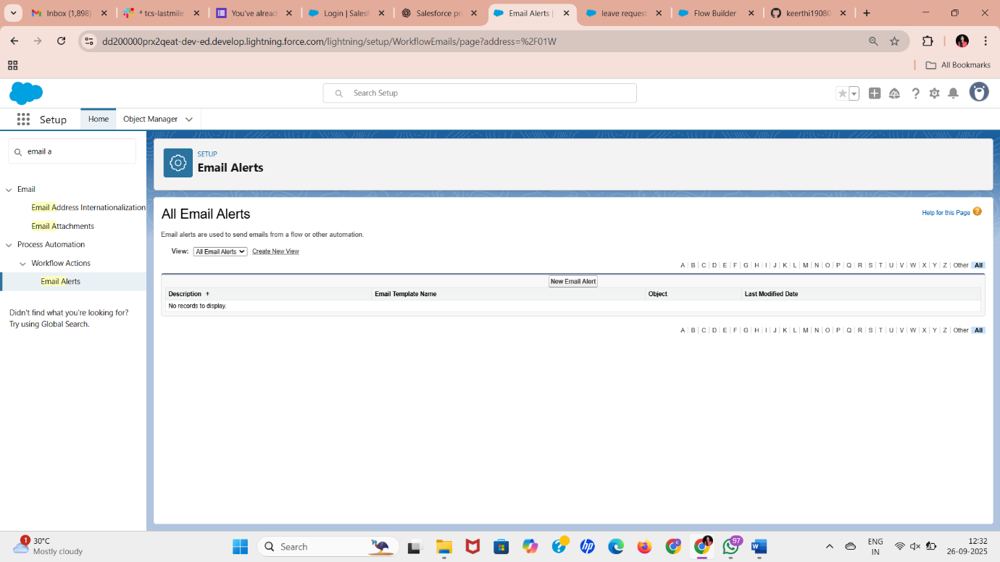 Inbox (1,898)
* tcs-lastmile
You've alread
Login | Salesf
Salesforce pro
Email Alerts |
leave request
Flow Builder
keerthi19080
dd200000prx2qeat-dev-ed.develop.lightning.force.com/lightning/setup/WorkflowEmails/page?address=%2F01W
All Bookmarks
Search Setup
Setup
Home
Object Manager
email a
Email
Email Address Internationalization
Email Attachments
Process Automation
Workflow Actions
Email Alerts
Didn't find what you're looking for?
Try using Global Search.
SETUP
Email Alerts
All Email Alerts
Help for this Page
Email alerts are used to send emails from a flow or other automation.
View: All Email Alerts Create New View
A | B | C | D | E | F | G | H | I | J | K | L | M | N | O | P | Q | R | S | T | U | V | W | X | Y | Z | Other All
New Email Alert
Description Email Template Name Object Last Modified Date
No records to display.
A | B | C | D | E | F | G | H | I | J | K | L | M | N | O | P | Q | R | S | T | U | V | W | X | Y | Z | Other All
1
30°C
Mostly cloudy
Search
97
ENG
IN
12:32
26-09-2025